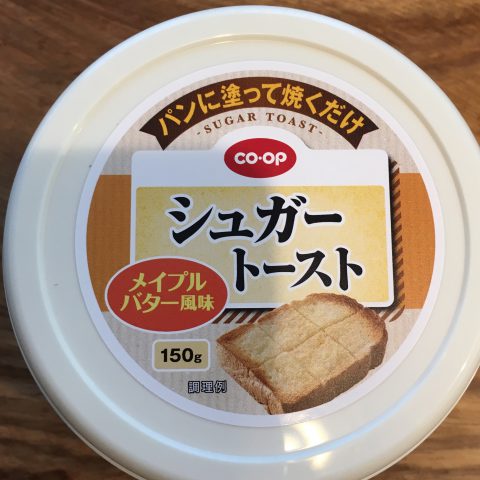 パンに塗って焼くだけ
-SUGAR TOAST-
CO·OP
シュガー
トースト
メイプル
バター風味
150g
調理例